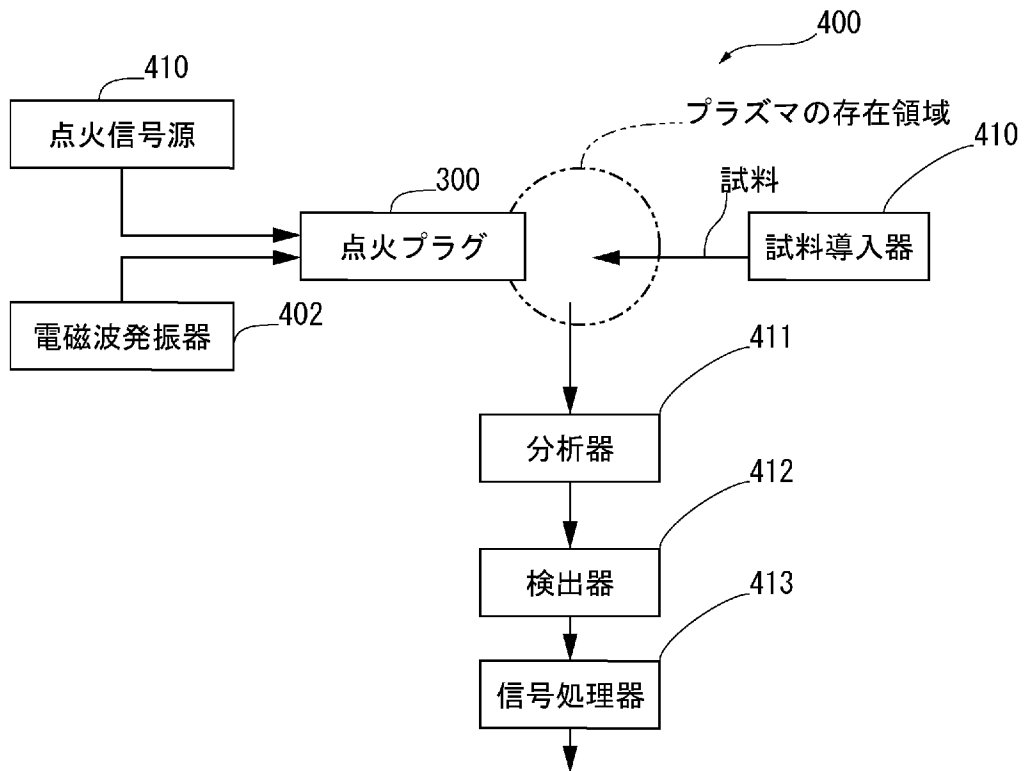 400
410
点火信号源
プラズマの存在領域
410
300
試料
点火プラグ
試料導入器
電磁波発振器
402
411
分析器
412
検出器
413
信号処理器